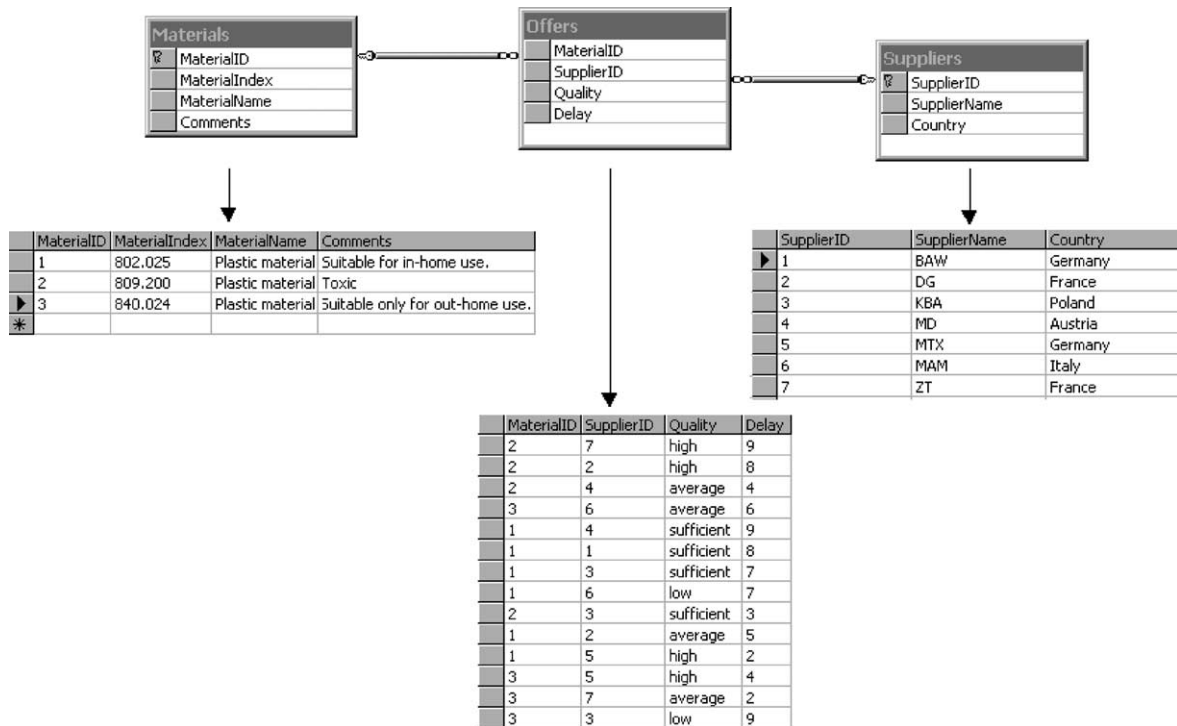 Materials
MaterialID
MaterialIndex
MaterialName
Comments
Offers
MaterialID
SupplierID
Quality
Delay
Suppliers
SupplierID
SupplierName
Country
MaterialID MaterialIndex MaterialName Comments
1 802.025 Plastic material Suitable for in-home use.
2 809.200 Plastic material Toxic
3 840.024 Plastic material Suitable only for out-home use.
SupplierID SupplierName Country
1 BAW Germany
2 DG France
3 KBA Poland
4 MD Austria
5 MTX Germany
6 MAM Italy
7 ZT France
MaterialID SupplierID Quality Delay
2 7 high 9
2 2 high 8
2 4 average 4
3 6 average 6
1 4 sufficient 9
1 1 sufficient 8
1 3 sufficient 7
1 6 low 7
2 3 sufficient 3
1 2 average 5
1 5 high 2
3 5 high 4
3 7 average 2
3 3 low 9